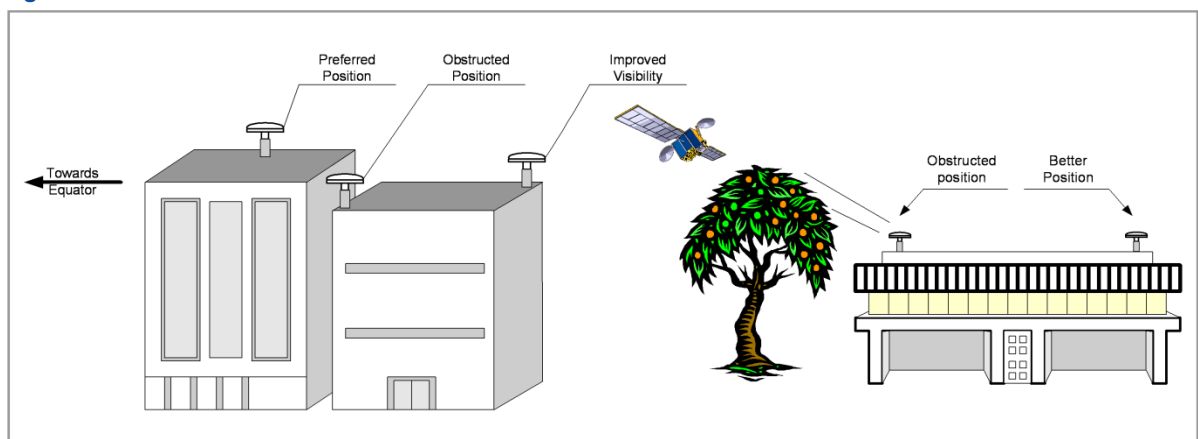 Preferred
Position
Obstructed
Position
Improved
Visibility
Towards
Equator
Obstructed
position
Better
Position